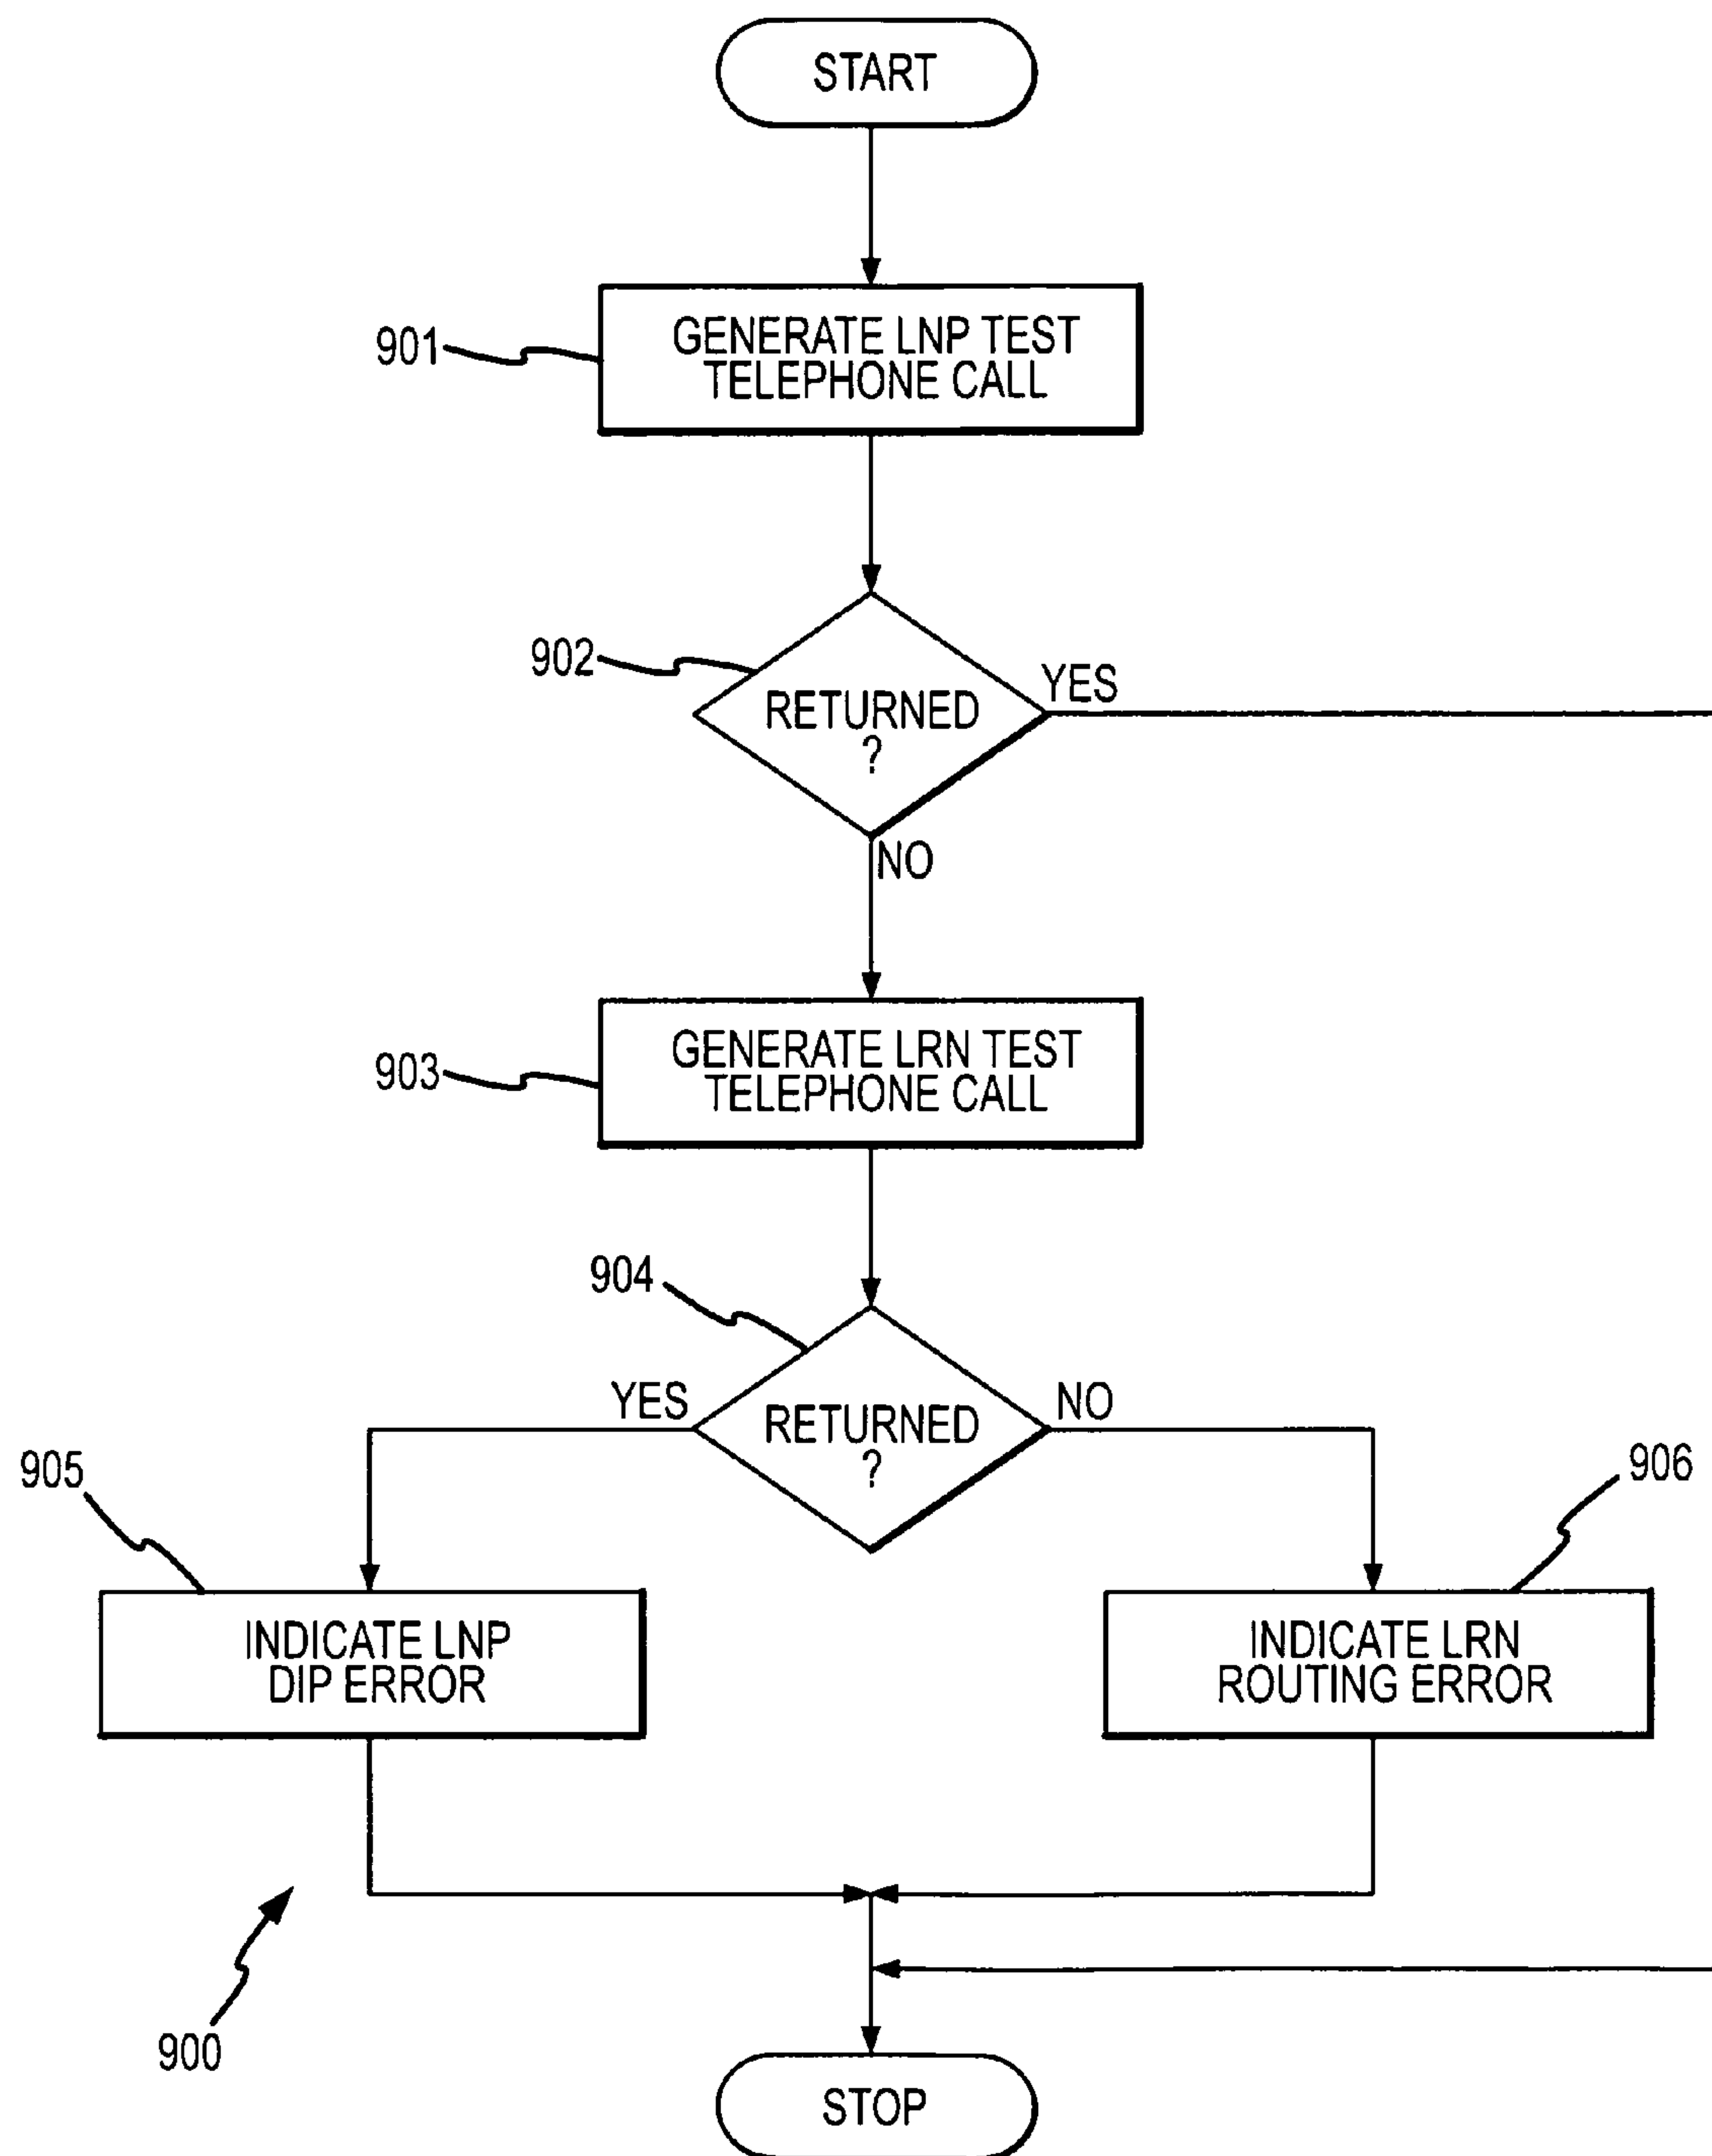 START
901
GENERATE LNP TEST
TELEPHONE CALL
902
RETURNED
?
YES
NO
903
GENERATE LRN TEST
TELEPHONE CALL
904
YES
RETURNED
?
NO
905
INDICATE LNP
DIP ERROR
906
INDICATE LRN
ROUTING ERROR
900
STOP